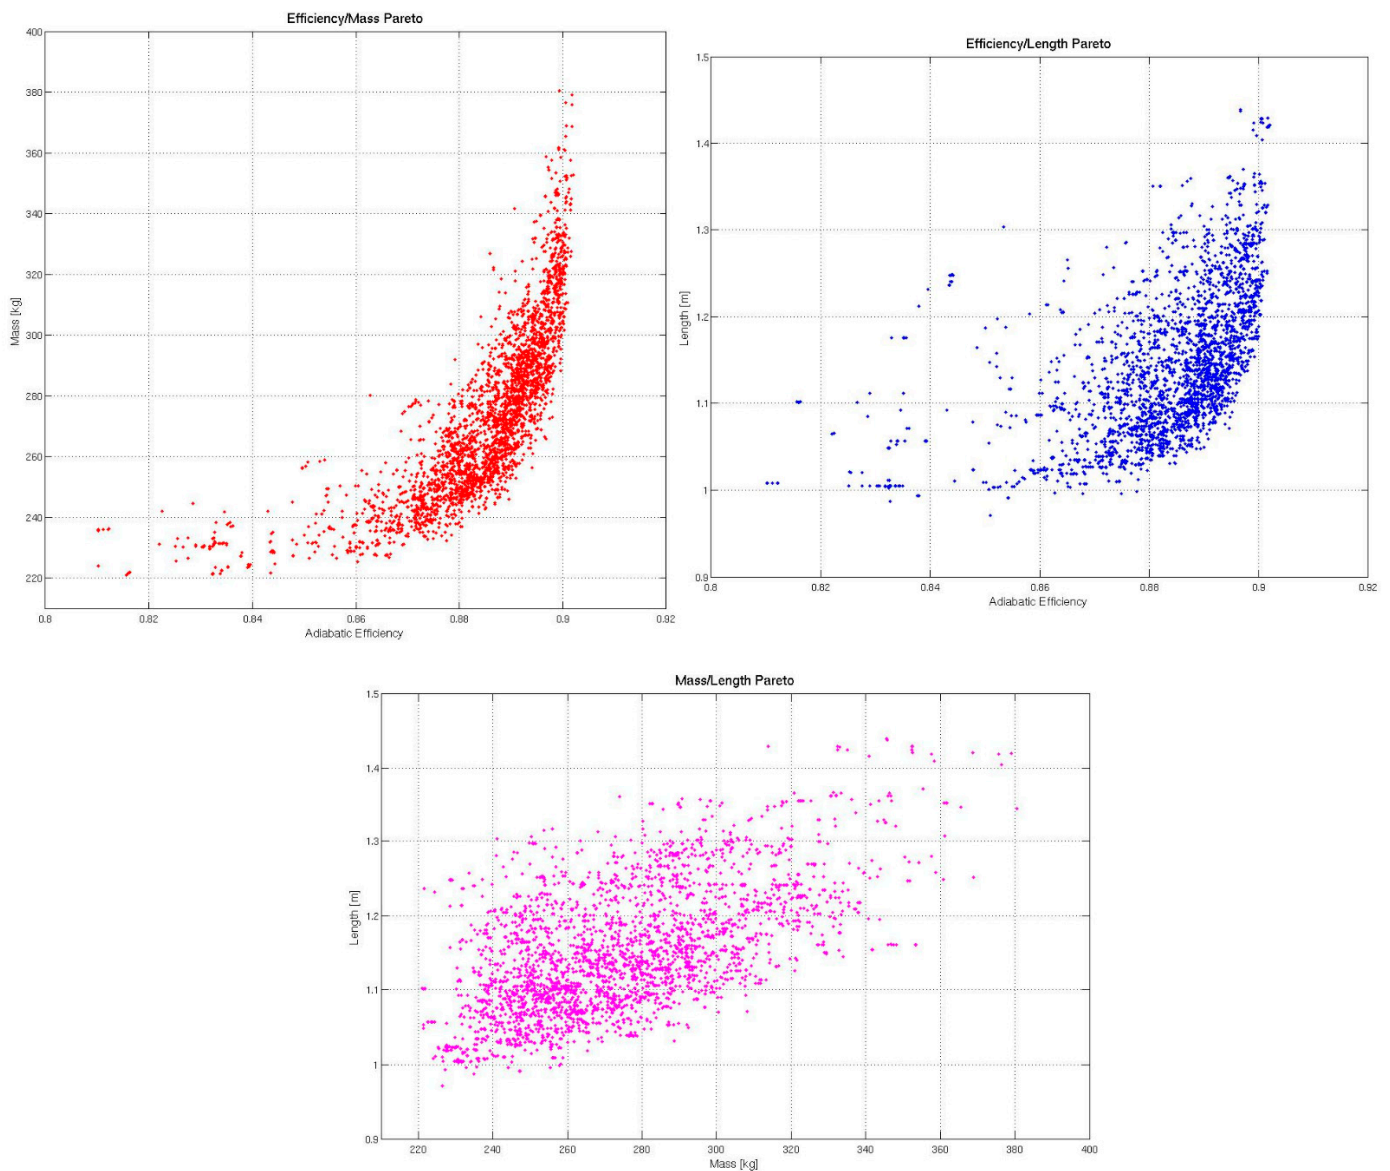 Efficiency/Mass Pareto
400
380
360
340
320
300
280
260
240
220
Mass [kg]
0.8 0.82 0.84 0.86 0.88 0.9 0.92
Adiabatic Efficiency
Efficiency/Length Pareto
1.5
1.4
1.3
1.2
1.1
1
0.9
Length [m]
0.8 0.82 0.84 0.86 0.88 0.9 0.92
Adiabatic Efficiency
Mass/Length Pareto
1.5
1.4
1.3
1.2
1.1
1
0.9
Length [m]
220 240 260 280 300 320 340 360 380 400
Mass [kg]